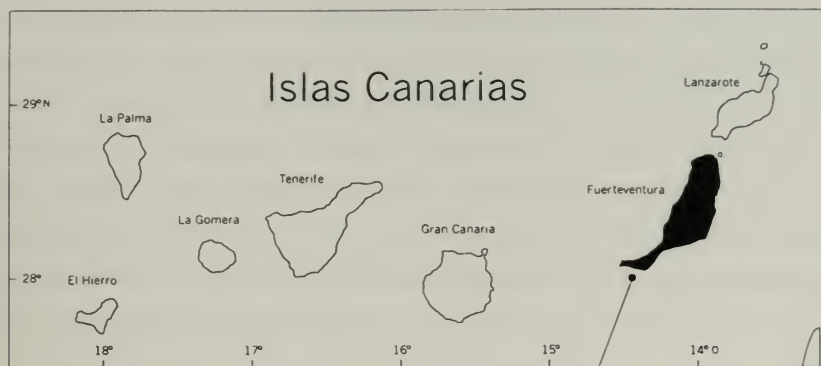 Islas Canarias
Lanzarote
29° N
La Palma
Tenerife
Fuerteventura
La Gomera
Gran Canaria
El Hierro
28°
18°
17°
16°
15°
14° O